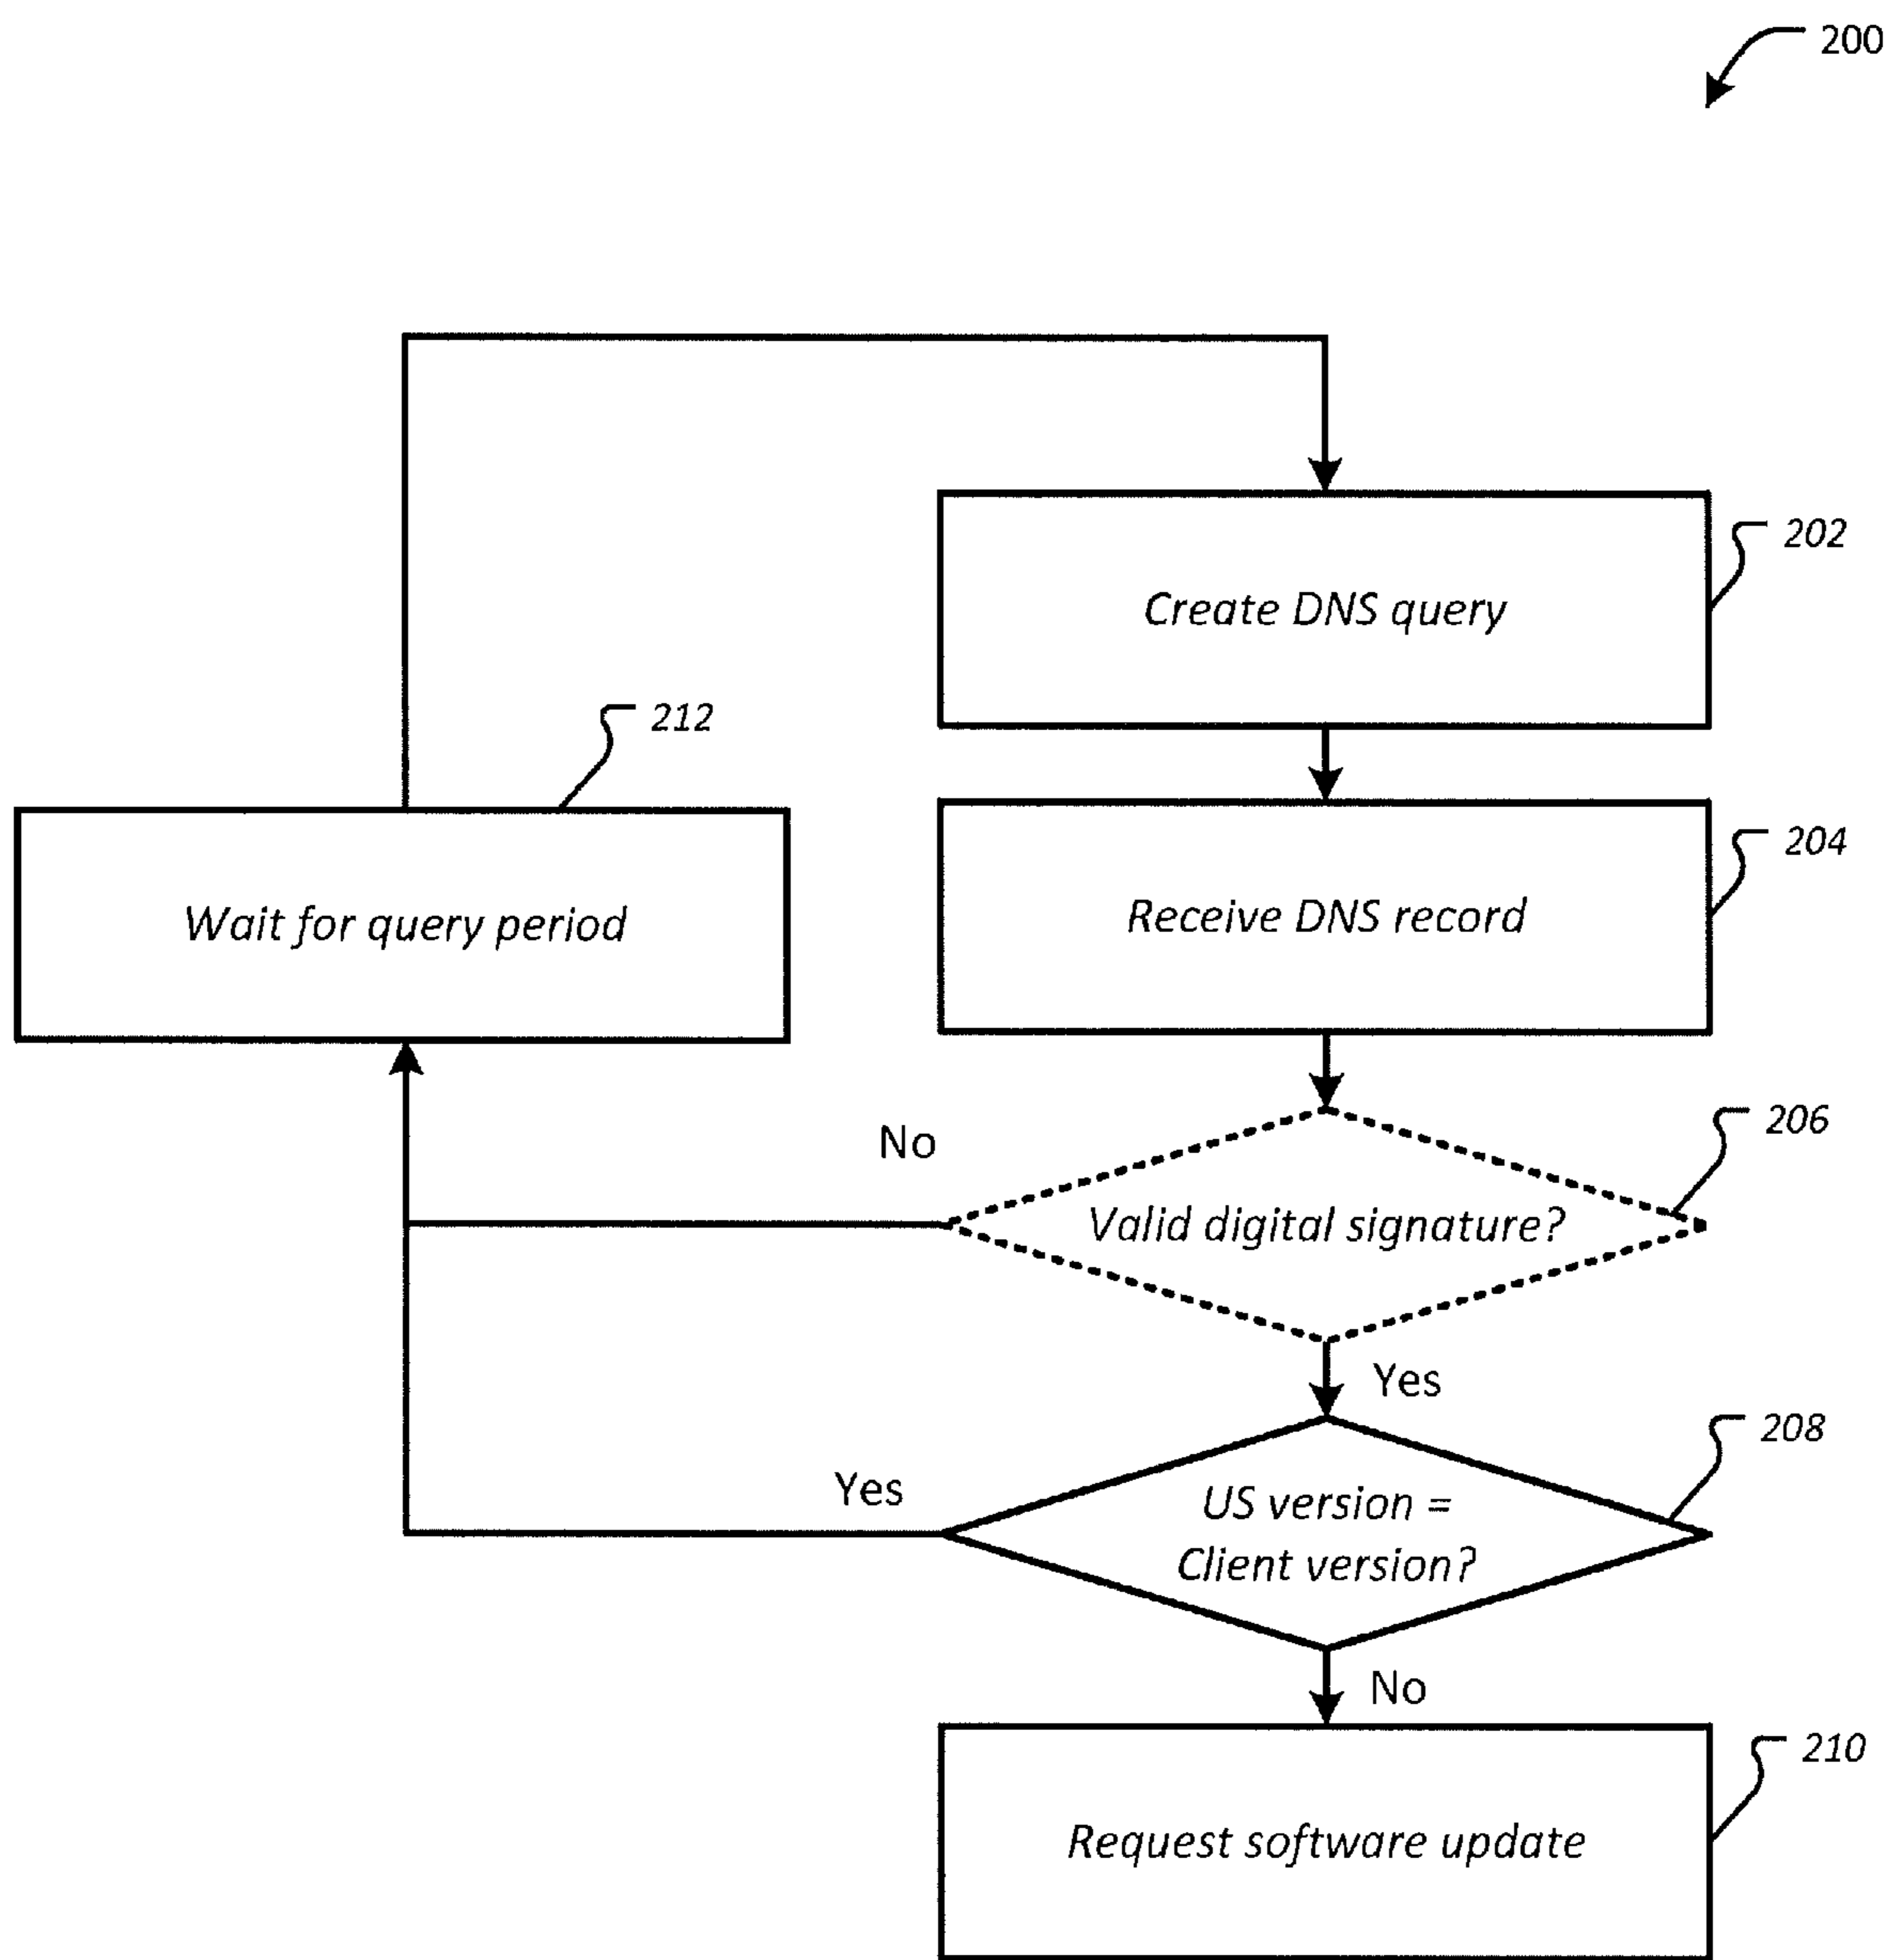 200
202
Create DNS query
212
204
Wait for query period
Receive DNS record
206
No
Valid digital signature?
Yes
208
Yes
US version =
Client version?
No
210
Request software update